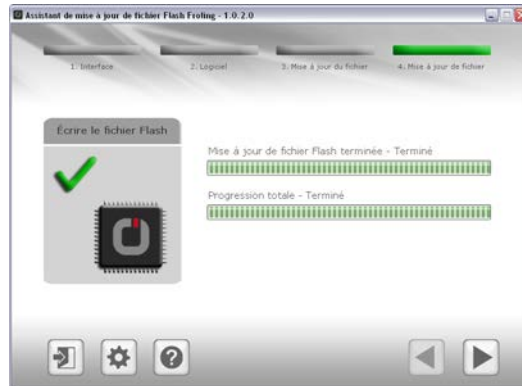 Assistant de mise à jour de fichier Flash Froling - 1.0.2.0
1. Interface
2. Logiciel
3. Mise à jour du fichier
4. Mise à jour de fichier
Écrire le fichier Flash
Mise à jour de fichier Flash terminée - Terminé
Progression totale - Terminé